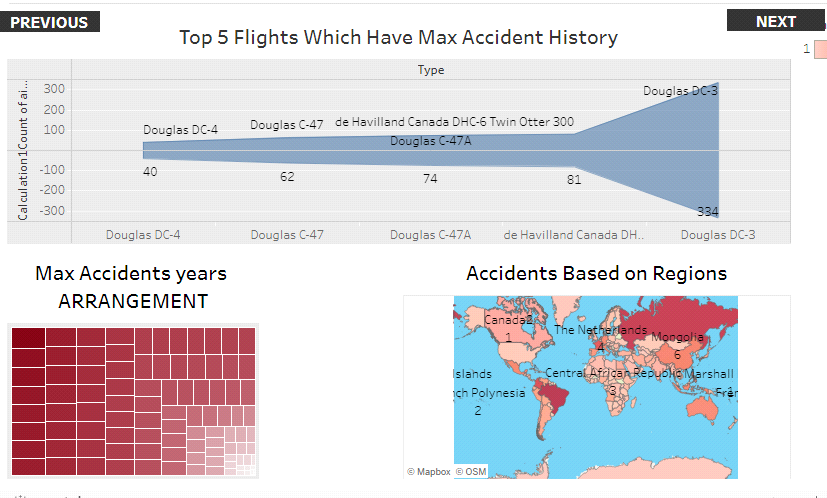 PREVIOUS
NEXT
Top 5 Flights Which Have Max Accident History
1
Type
Calculation1
Count of ai...
300
200
100
-100
-200
-300
Douglas DC-4
Douglas C-47
de Havilland Canada DHC-6 Twin Otter 300
Douglas C-47A
Douglas DC-3
40
62
74
81
334
Douglas DC-4
Douglas C-47
Douglas C-47A
de Havilland Canada DH..
Douglas DC-3
Max Accidents years
ARRANGEMENT
Accidents Based on Regions
Canada
1
The Netherlands
4
Mongolia
6
Islands
Central African Republic
3
Marshall
ch Polynesia
2
Fren
© Mapbox © OSM